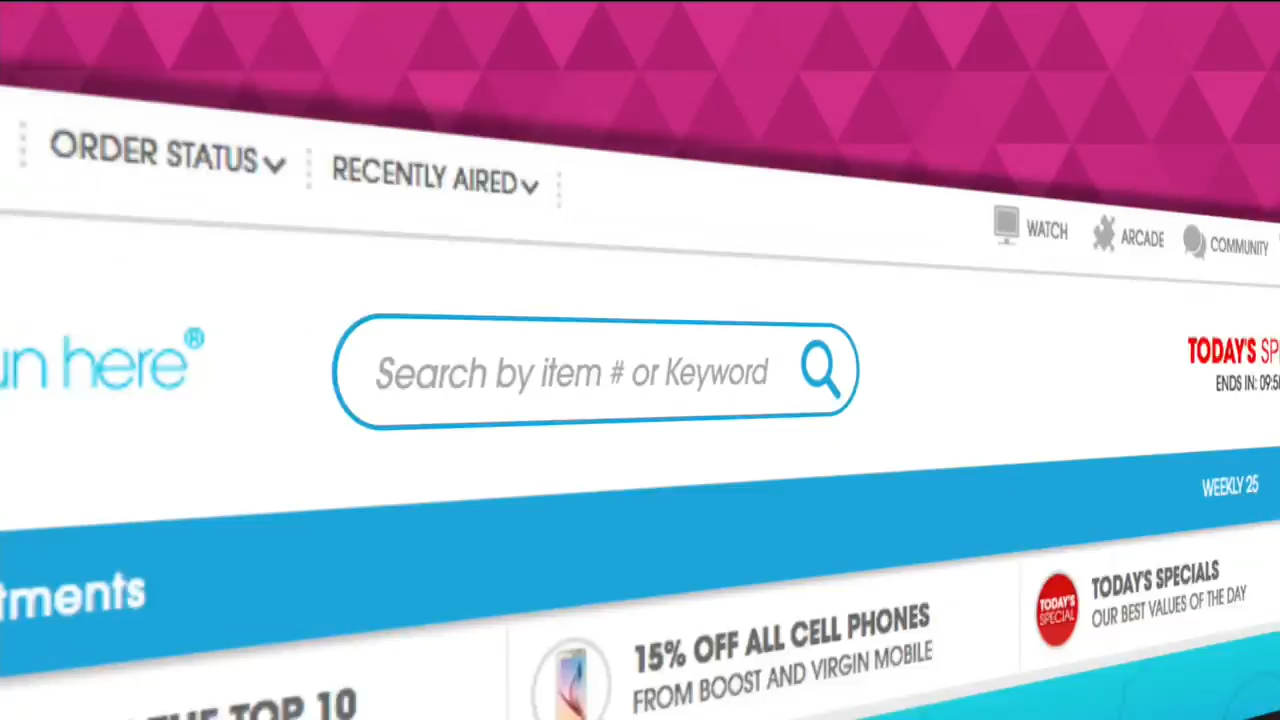 ORDER STATUS
RECENTLY AIRED
WATCH
ARCADE
COMMUNITY
un here®
Search by item # or Keyword
TODAY'S SP
ENDS IN: 09:5
WEEKLY 25
tments
15% OFF ALL CELL PHONES
FROM BOOST AND VIRGIN MOBILE
TODAY'S
SPECIAL
TODAY'S SPECIALS
OUR BEST VALUES OF THE DAY
THE TOP 10